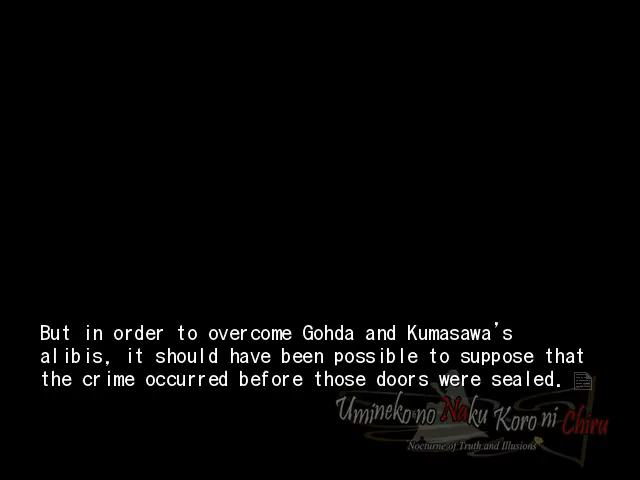 But in order to overcome Gohda and Kumasawa's
alibis, it should have been possible to suppose that
the crime occurred before those doors were sealed.
Umineko no Naku Koro ni Chiru
Nocturne of Truth and Illusions